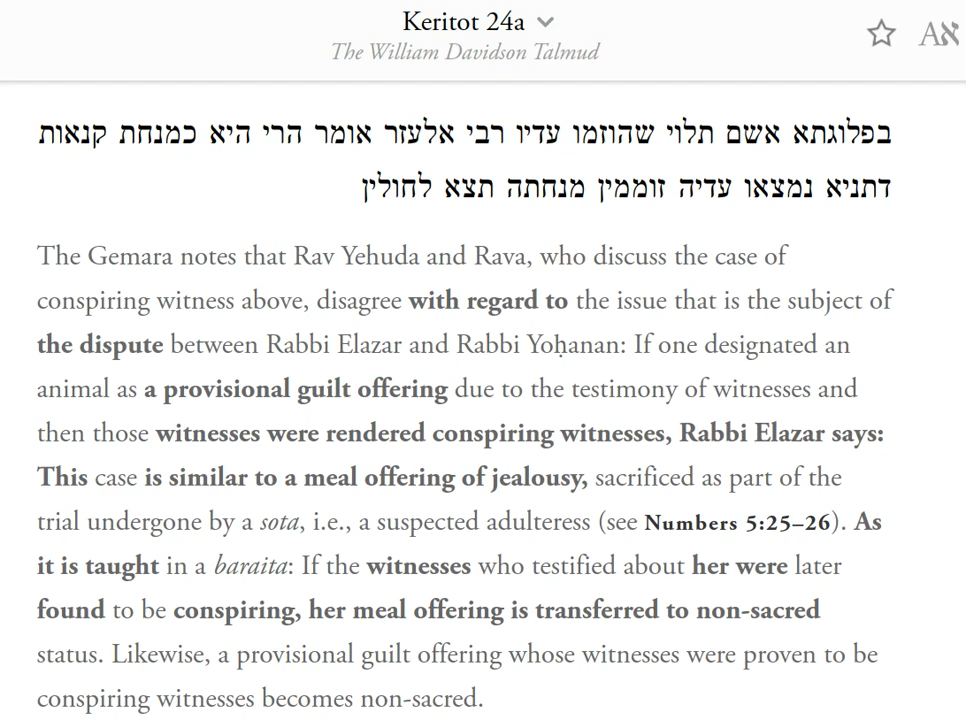 Keritot 24a
The William Davidson Talmud
Aא
בפלוגתא אשם תלוי שהוזמו עדיו רבי אלעזר אומר הרי היא כמנחת קנאות
דתניא נמצאו עדיה זוממין מנחתה תצא לחולין
The Gemara notes that Rav Yehuda and Rava, who discuss the case of
conspiring witness above, disagree with regard to the issue that is the subject of
the dispute between Rabbi Elazar and Rabbi Yoḥanan: If one designated an
animal as a provisional guilt offering due to the testimony of witnesses and
then those witnesses were rendered conspiring witnesses, Rabbi Elazar says:
This case is similar to a meal offering of jealousy, sacrificed as part of the
trial undergone by a sota, i.e., a suspected adulteress (see Numbers 5:25–26). As
it is taught in a baraita: If the witnesses who testified about her were later
found to be conspiring, her meal offering is transferred to non-sacred
status. Likewise, a provisional guilt offering whose witnesses were proven to be
conspiring witnesses becomes non-sacred.